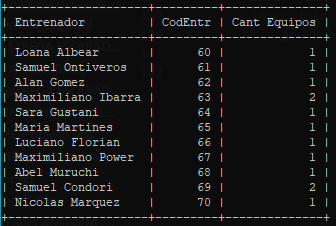 +--------------------+---------+--------------+
| Entrenador         | CodEntr | Cant Equipos |
+--------------------+---------+--------------+
| Loana Albear       |      60 |            1 |
| Samuel Ontiveros   |      61 |            1 |
| Alan Gomez         |      62 |            1 |
| Maximiliano Ibarra |      63 |            2 |
| Sara Gustani       |      64 |            1 |
| Maria Martines     |      65 |            1 |
| Luciano Florian    |      66 |            1 |
| Maximiliano Power  |      67 |            1 |
| Abel Muruchi       |      68 |            1 |
| Samuel Condori     |      69 |            2 |
| Nicolas Marquez    |      70 |            1 |
+--------------------+---------+--------------+